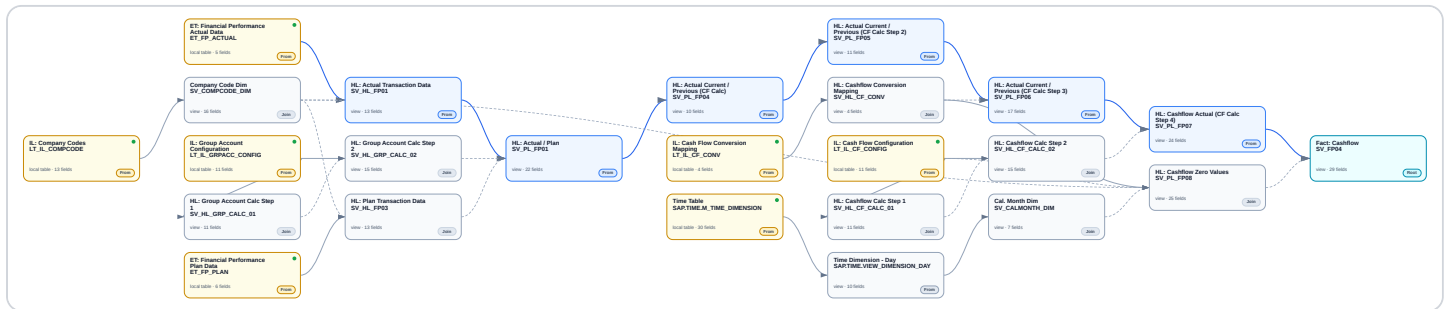 IL: Company Codes
LT_IL_COMPCODE
local table · 13 fields
From
ET: Financial Performance
Actual Data
ET_FP_ACTUAL
local table · 5 fields
From
Company Code Dim
SV_COMPCODE_DIM
view · 16 fields
Join
IL: Group Account
Configuration
LT_IL_GRPACC_CONFIG
local table · 11 fields
From
HL: Group Account Calc Step
1
SV_HL_GRP_CALC_01
view · 11 fields
Join
ET: Financial Performance
Plan Data
ET_FP_PLAN
local table · 6 fields
From
HL: Actual Transaction Data
SV_HL_FP01
view · 13 fields
From
HL: Group Account Calc Step
2
SV_HL_GRP_CALC_02
view · 15 fields
Join
HL: Plan Transaction Data
SV_HL_FP03
view · 13 fields
Join
HL: Actual / Plan
SV_PL_FP01
view · 22 fields
From
HL: Actual Current /
Previous (CF Calc)
SV_PL_FP04
view · 10 fields
From
IL: Cash Flow Conversion
Mapping
LT_IL_CF_CONV
local table · 4 fields
From
Time Table
SAP.TIME.M_TIME_DIMENSION
local table · 30 fields
From
HL: Actual Current /
Previous (CF Calc Step 2)
SV_PL_FP05
view · 11 fields
From
HL: Cashflow Conversion
Mapping
SV_HL_CF_CONV
view · 4 fields
Join
IL: Cash Flow Configuration
LT_IL_CF_CONFIG
local table · 11 fields
From
HL: Cashflow Calc Step 1
SV_HL_CF_CALC_01
view · 11 fields
Join
Time Dimension - Day
SAP.TIME.VIEW_DIMENSION_DAY
view · 10 fields
From
HL: Actual Current /
Previous (CF Calc Step 3)
SV_PL_FP06
view · 17 fields
From
HL: Cashflow Calc Step 2
SV_HL_CF_CALC_02
view · 15 fields
Join
Cal. Month Dim
SV_CALMONTH_DIM
view · 7 fields
Join
HL: Cashflow Actual (CF Calc
Step 4)
SV_PL_FP07
view · 24 fields
From
HL: Cashflow Zero Values
SV_PL_FP08
view · 25 fields
Join
Fact: Cashflow
SV_FP04
view · 29 fields
Root